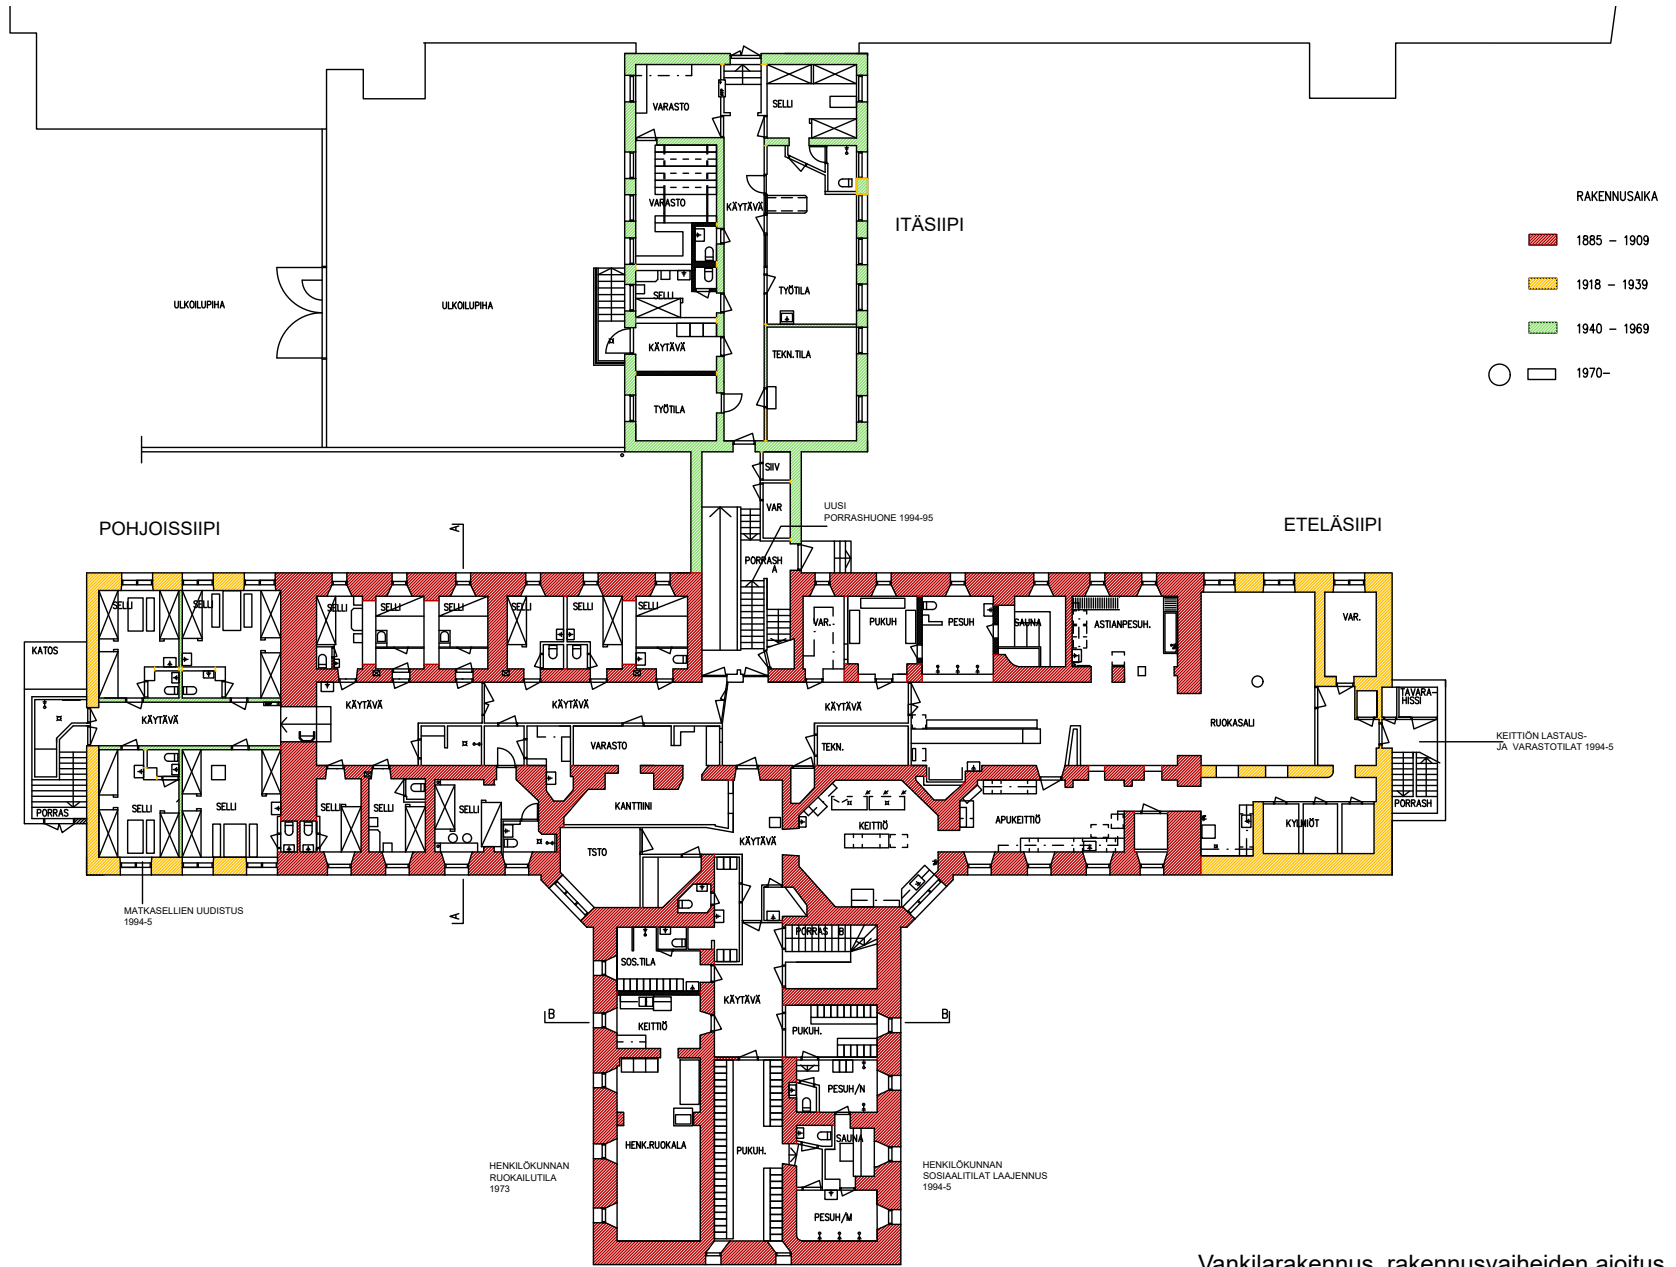 VARASTO
SELLI
VARASTO
KÄYTÄVÄ
SELLI
TYÖTILA
KÄYTÄVÄ
TEKN.TILA
TYÖTILA
ULKOILUPIHA
ULKOILUPIHA
ITÄSIIPI
RAKENNUSAIKA
1885 - 1909
1918 - 1939
1940 - 1969
1970-
SIIV
VAR
UUSI
PORRASHUONE 1994-95
PORRASH
A
POHJOISSIIPI
ETELÄSIIPI
A
SELLI
SELLI
SELLI
SELLI
SELLI
SELLI
SELLI
SELLI
VAR.
PUKUH
PESUH
SAUNA
ASTIANPESUH.
VAR.
KATOS
HISS.
KÄYTÄVÄ
KÄYTÄVÄ
KÄYTÄVÄ
KÄYTÄVÄ
RUOKASALI
TAVARA-
HISSI
KEITTIÖN LASTAUS-
JA VARASTOTILAT 1994-5
VARASTO
TEKN.
PORRAS
SELLI
SELLI
SELLI
SELLI
SELLI
KANTTIINI
KÄYTÄVÄ
KEITTIÖ
APUKEITTIÖ
KYLMIÖT
PORRASH
TSTO
MATKASELLIEN UUDISTUS
1994-5
A
SOS.TILA
PORRAS B
KÄYTÄVÄ
B
B
KEITTIÖ
PUKUH.
PESUH/N
HENK.RUOKALA
PUKUH.
SAUNA
PESUH/M
HENKILÖKUNNAN
RUOKAILUTILA
1973
HENKILÖKUNNAN
SOSIAALITILAT LAAJENNUS
1994-5
Vankilarakennus, rakennusvaiheiden ajoitus